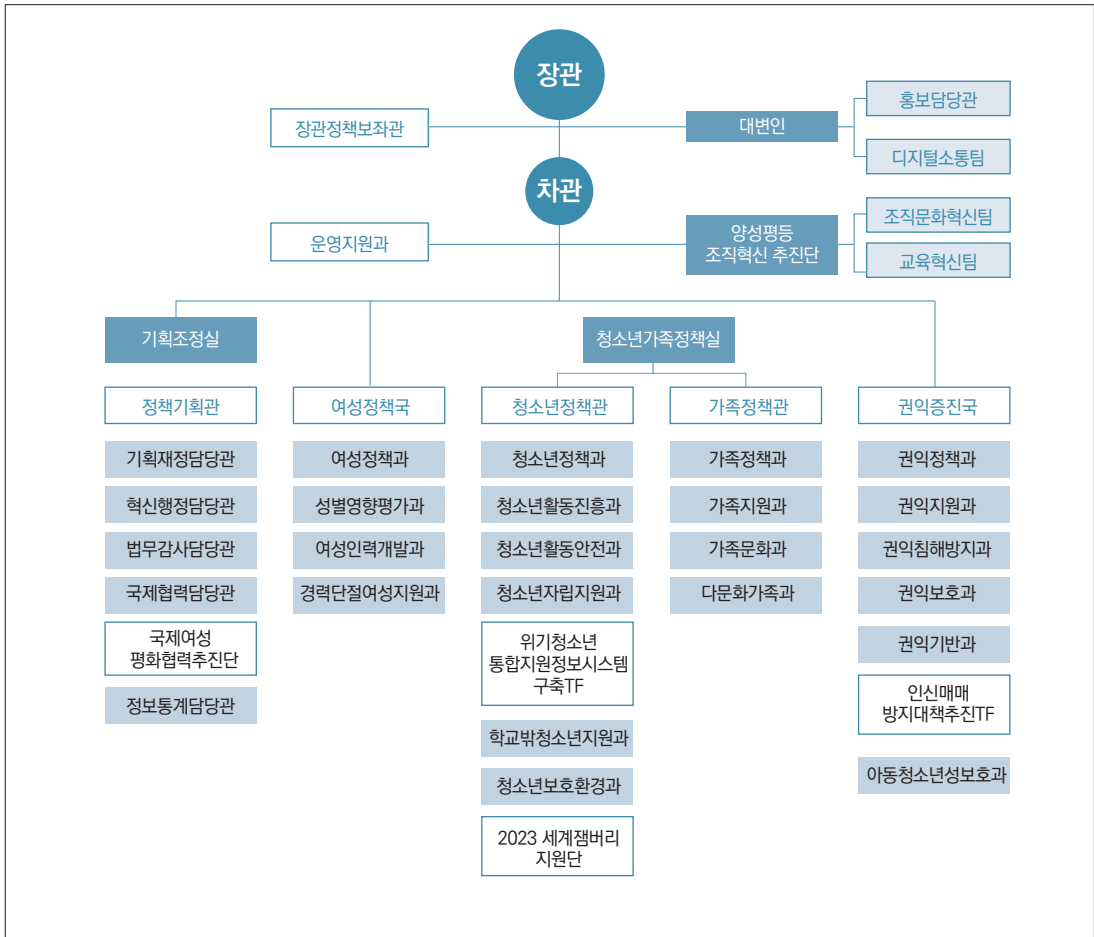 장관
장관정책보좌관
대변인
홍보담당관
디지털소통팀
차관
운영지원과
양성평등
조직혁신 추진단
조직문화혁신팀
교육혁신팀
기획조정실
청소년가족정책실
정책기획관
여성정책국
청소년정책관
가족정책관
권익증진국
기획재정담당관
혁신행정담당관
법무감사담당관
국제협력담당관
국제여성
평화협력추진단
정보통계담당관
여성정책과
성별영향평가과
여성인력개발과
경력단절여성지원과
청소년정책과
청소년활동진흥과
청소년활동안전과
청소년자립지원과
위기청소년
통합지원정보시스템
구축TF
학교밖청소년지원과
청소년보호환경과
2023 세계잼버리
지원단
가족정책과
가족지원과
가족문화과
다문화가족과
권익정책과
권익지원과
권익침해방지과
권익보호과
권익기반과
인신매매
방지대책추진TF
아동청소년성보호과